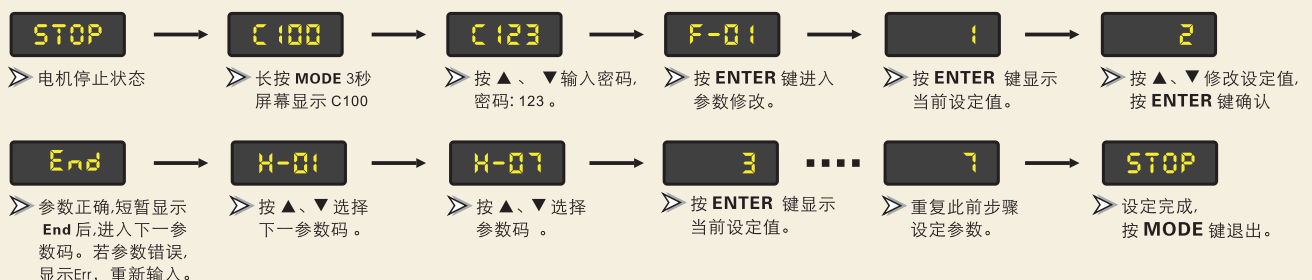 STOP
C100
C123
F-01
1
2
电机停止状态
长按 MODE 3秒
屏幕显示 C100
按 ▲、▼输入密码,
密码: 123 。
按 ENTER 键进入
参数修改。
按 ENTER 键显示
当前设定值。
按 ▲、▼修改设定值,
按 ENTER 键确认
End
H-01
H-07
3
7
STOP
参数正确,短暂显示
End 后,进入下一参
数码。若参数错误,
显示Err，重新输入。
按 ▲、▼ 选择
下一参数码 。
按 ▲、▼ 选择
参数码 。
按 ENTER 键显示
当前设定值。
重复此前步骤
设定参数。
设定完成,
按 MODE 键退出。